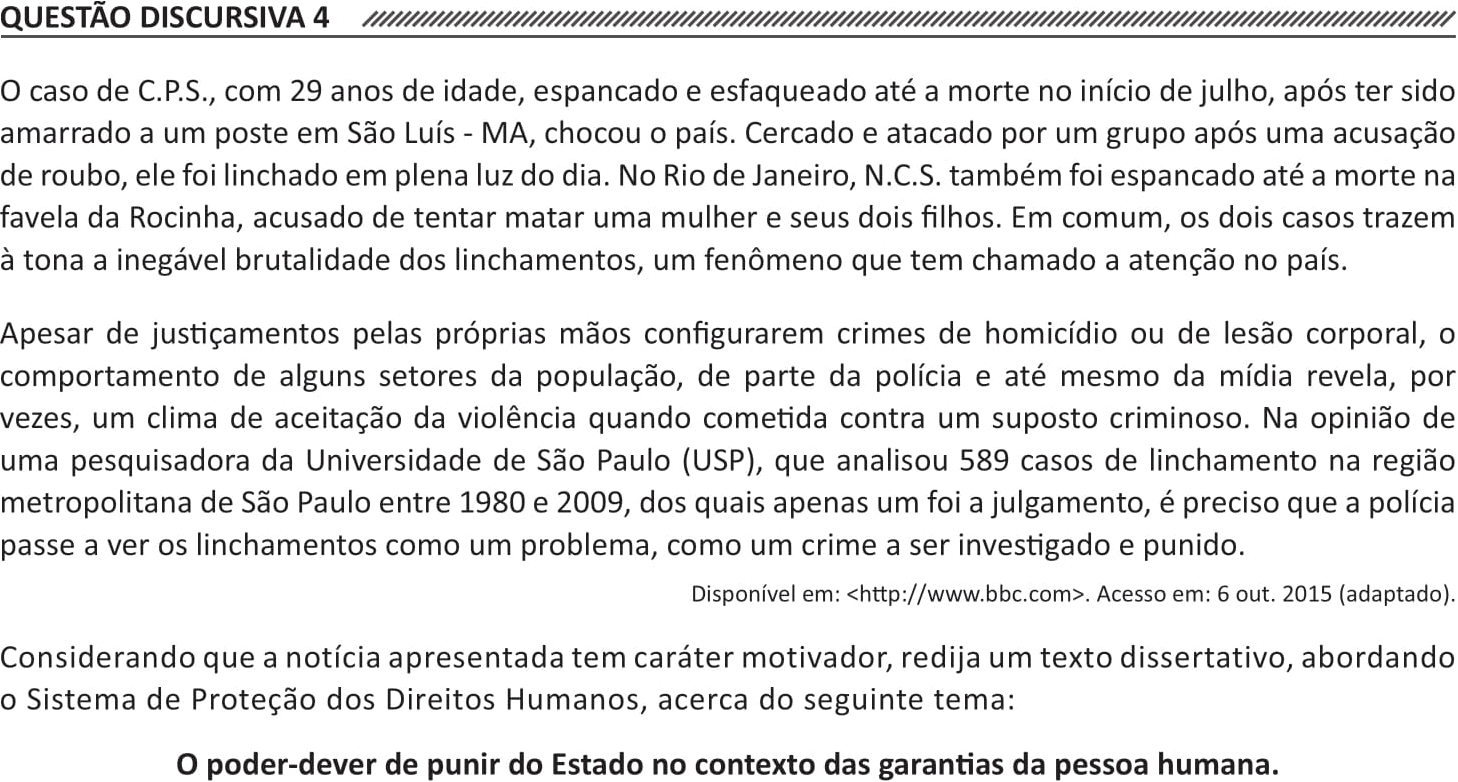 QUESTÃO DISCURSIVA 4
O caso de C.P.S., com 29 anos de idade, espancado e esfaqueado até a morte no início de julho, após ter sido
amarrado a um poste em São Luís - MA, chocou o país. Cercado e atacado por um grupo após uma acusação
de roubo, ele foi linchado em plena luz do dia. No Rio de Janeiro, N.C.S. também foi espancado até a morte na
favela da Rocinha, acusado de tentar matar uma mulher e seus dois filhos. Em comum, os dois casos trazem
à tona a inegável brutalidade dos linchamentos, um fenômeno que tem chamado a atenção no país.
Apesar de justiçamentos pelas próprias mãos configurarem crimes de homicídio ou de lesão corporal, o
comportamento de alguns setores da população, de parte da polícia e até mesmo da mídia revela, por
vezes, um clima de aceitação da violência quando cometida contra um suposto criminoso. Na opinião de
uma pesquisadora da Universidade de São Paulo (USP), que analisou 589 casos de linchamento na região
metropolitana de São Paulo entre 1980 e 2009, dos quais apenas um foi a julgamento, é preciso que a polícia
passe a ver os linchamentos como um problema, como um crime a ser investigado e punido.
Disponível em: <http://www.bbc.com>. Acesso em: 6 out. 2015 (adaptado).
Considerando que a notícia apresentada tem caráter motivador, redija um texto dissertativo, abordando
o Sistema de Proteção dos Direitos Humanos, acerca do seguinte tema:
O poder-dever de punir do Estado no contexto das garantias da pessoa humana.